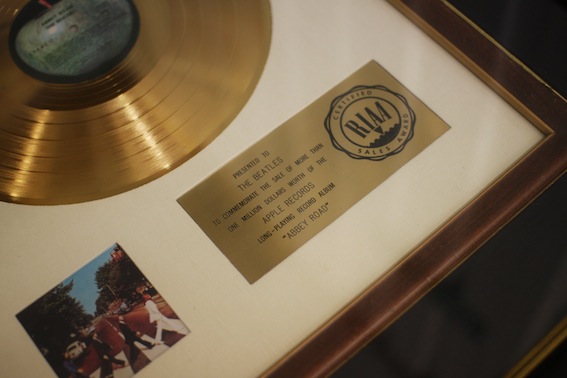 CERTIFIED
RIAA
SALES AWARD
PRESENTED TO
THE BEATLES
TO COMMEMORATE THE SALE OF MORE THAN
ONE MILLION DOLLARS WORTH OF THE
APPLE RECORDS
LONG-PLAYING RECORD ALBUM
"ABBEY ROAD"